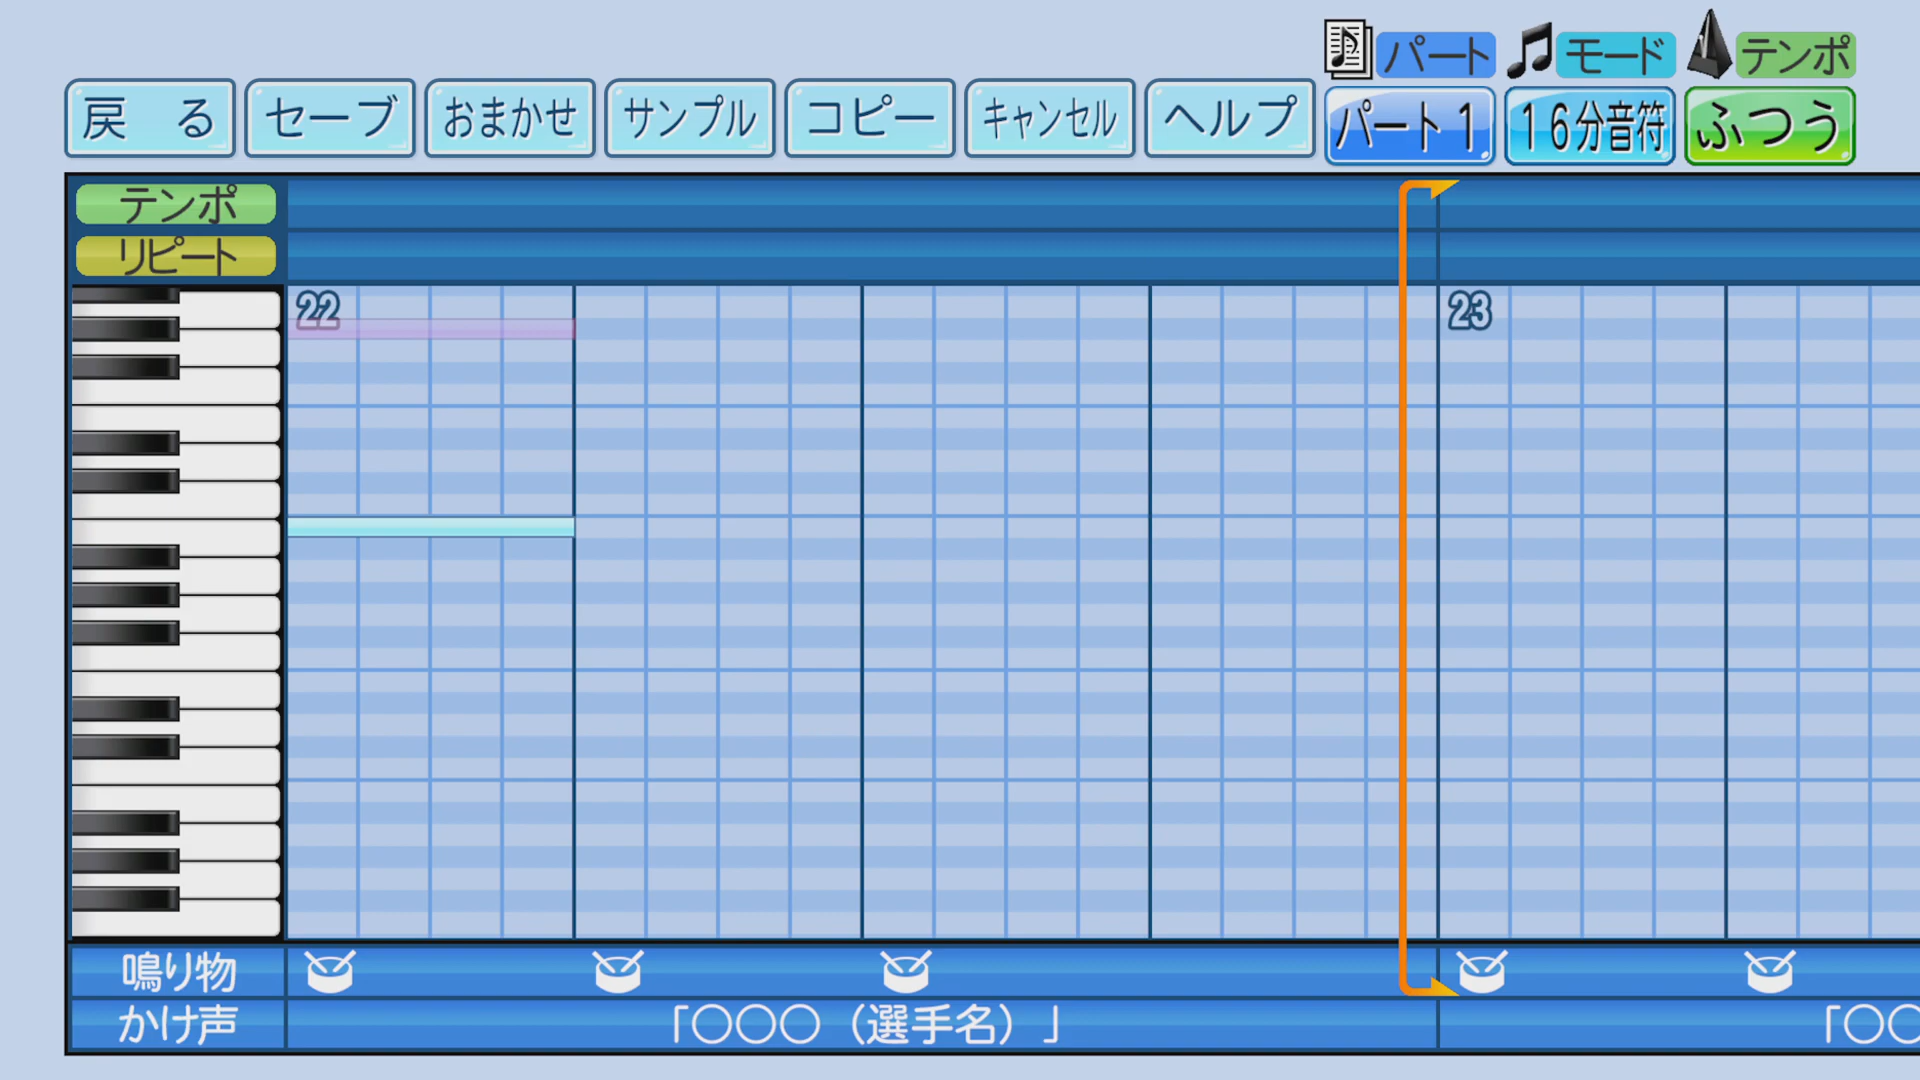 パート モード テンポ
戻　る セーブ おまかせ サンプル コピー キャンセル ヘルプ パート1 16分音符 ふつう
テンポ
リピート
22 23
鳴り物
かけ声 「〇〇〇（選手名）」 「〇〇